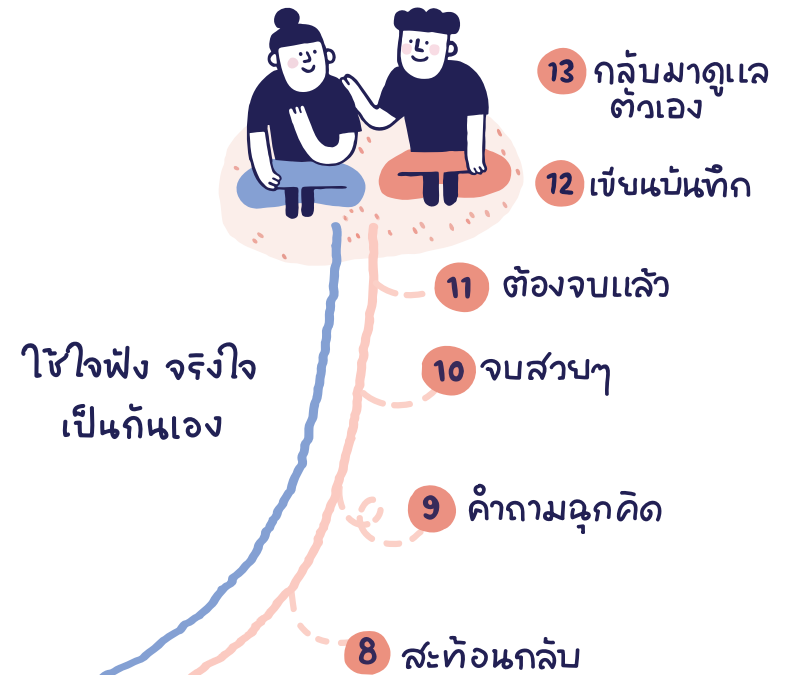 13 กลับมาดูแล
ตัวเอง
12 เขียนบันทึก
11 ต้องจบแล้ว
10 จบสวยๆ
ใช้ใจฟัง จริงใจ
เป็นกันเอง
9 คำถามฉุกคิด
8 สะท้อนกลับ